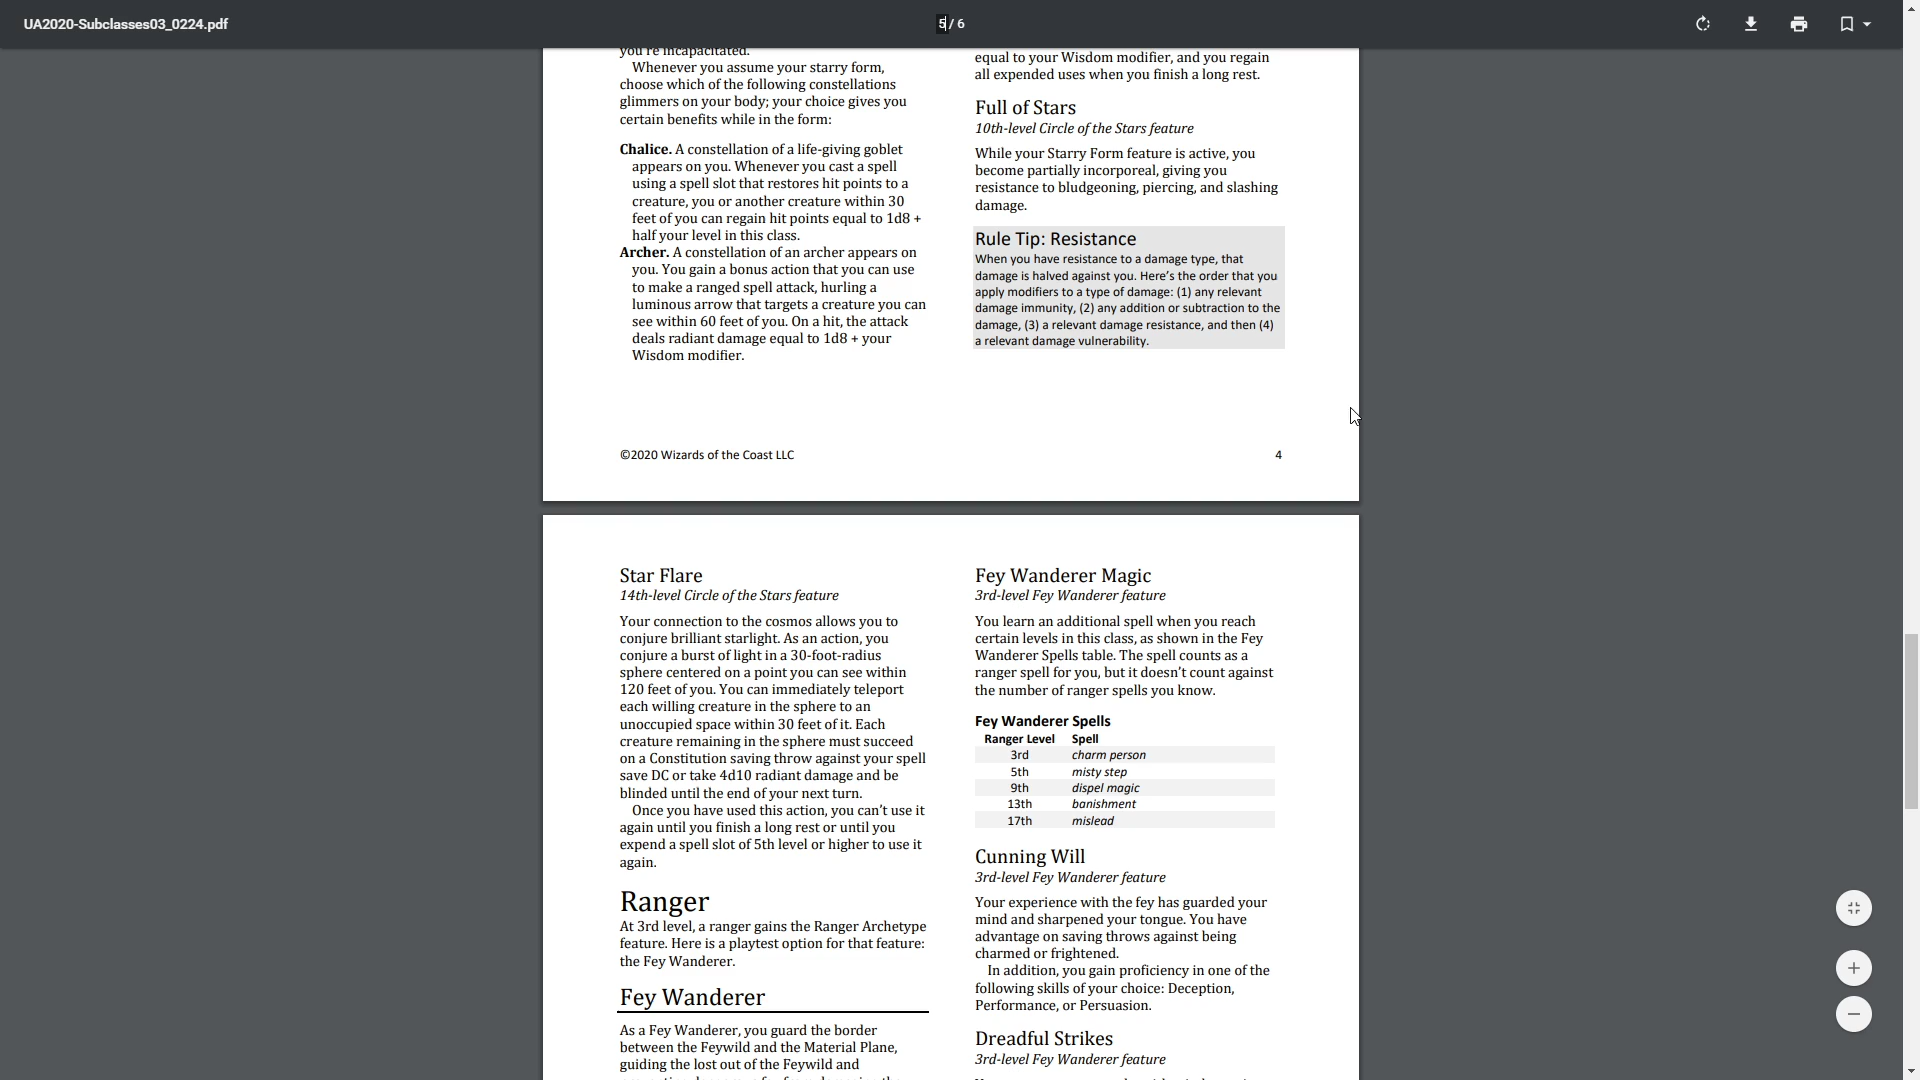 UA2020-Subclasses03_0224.pdf
5 / 6
you're incapacitated.
Whenever you assume your starry form,
choose which of the following constellations
glimmers on your body; your choice gives you
certain benefits while in the form:
Chalice. A constellation of a life-giving goblet
appears on you. Whenever you cast a spell
using a spell slot that restores hit points to a
creature, you or another creature within 30
feet of you can regain hit points equal to 1d8 +
half your level in this class.
Archer. A constellation of an archer appears on
you. You gain a bonus action that you can use
to make a ranged spell attack, hurling a
luminous arrow that targets a creature you can
see within 60 feet of you. On a hit, the attack
deals radiant damage equal to 1d8 + your
Wisdom modifier.
equal to your Wisdom modifier, and you regain
all expended uses when you finish a long rest.
Full of Stars
10th-level Circle of the Stars feature
While your Starry Form feature is active, you
become partially incorporeal, giving you
resistance to bludgeoning, piercing, and slashing
damage.
Rule Tip: Resistance
When you have resistance to a damage type, that
damage is halved against you. Here's the order that you
apply modifiers to a type of damage: (1) any relevant
damage immunity, (2) any addition or subtraction to the
damage, (3) a relevant damage resistance, and then (4)
a relevant damage vulnerability.
©2020 Wizards of the Coast LLC
4
Star Flare
14th-level Circle of the Stars feature
Your connection to the cosmos allows you to
conjure brilliant starlight. As an action, you
conjure a burst of light in a 30-foot-radius
sphere centered on a point you can see within
120 feet of you. You can immediately teleport
each willing creature in the sphere to an
unoccupied space within 30 feet of it. Each
creature remaining in the sphere must succeed
on a Constitution saving throw against your spell
save DC or take 4d10 radiant damage and be
blinded until the end of your next turn.
Once you have used this action, you can't use it
again until you finish a long rest or until you
expend a spell slot of 5th level or higher to use it
again.
Ranger
At 3rd level, a ranger gains the Ranger Archetype
feature. Here is a playtest option for that feature:
the Fey Wanderer.
Fey Wanderer
As a Fey Wanderer, you guard the border
between the Feywild and the Material Plane,
guiding the lost out of the Feywild and
Fey Wanderer Magic
3rd-level Fey Wanderer feature
You learn an additional spell when you reach
certain levels in this class, as shown in the Fey
Wanderer Spells table. The spell counts as a
ranger spell for you, but it doesn't count against
the number of ranger spells you know.
Fey Wanderer Spells
Ranger Level Spell
3rd charm person
5th misty step
9th dispel magic
13th banishment
17th mislead
Cunning Will
3rd-level Fey Wanderer feature
Your experience with the fey has guarded your
mind and sharpened your tongue. You have
advantage on saving throws against being
charmed or frightened.
In addition, you gain proficiency in one of the
following skills of your choice: Deception,
Performance, or Persuasion.
Dreadful Strikes
3rd-level Fey Wanderer feature